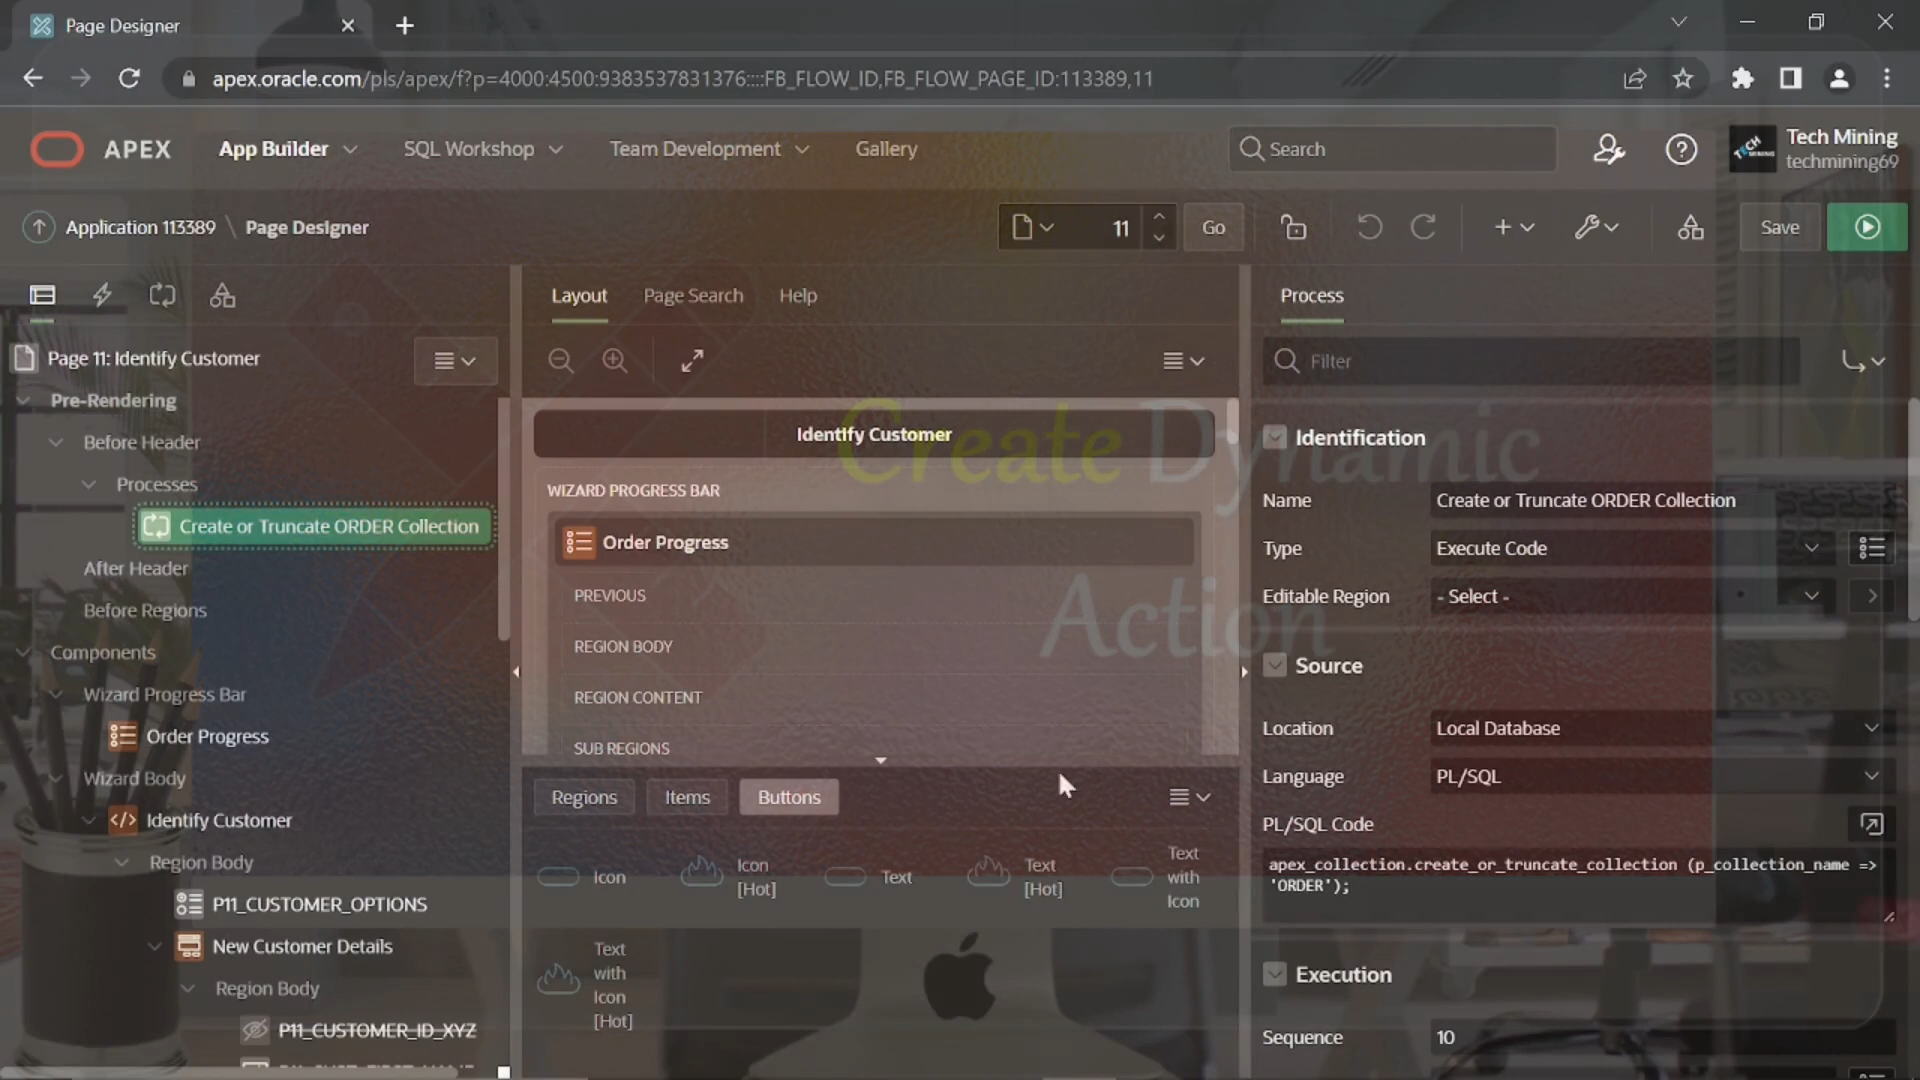 Page Designer
apex.oracle.com/pls/apex/f?p=4000:4500:9383537831376::::FB_FLOW_ID,FB_FLOW_PAGE_ID:113389,11
APEX
App Builder
SQL Workshop
Team Development
Gallery
Search
TECH MINING
Tech Mining
techmining69
Application 113389 \ Page Designer
11
Go
Save
Layout
Page Search
Help
Process
Page 11: Identify Customer
Filter
Pre-Rendering
Before Header
Processes
Create or Truncate ORDER Collection
After Header
Before Regions
Components
Wizard Progress Bar
Order Progress
Wizard Body
Identify Customer
Region Body
P11_CUSTOMER_OPTIONS
New Customer Details
Region Body
P11_CUSTOMER_ID_XYZ
Identify Customer
WIZARD PROGRESS BAR
Order Progress
PREVIOUS
REGION BODY
REGION CONTENT
SUB REGIONS
Create Dynamic
Action
Regions
Items
Buttons
Icon
Icon
[Hot]
Text
Text
[Hot]
Text
with
Icon
Text
with
Icon
[Hot]
Identification
Name
Create or Truncate ORDER Collection
Type
Execute Code
Editable Region
- Select -
Source
Location
Local Database
Language
PL/SQL
PL/SQL Code
apex_collection.create_or_truncate_collection (p_collection_name =>
'ORDER');
Execution
Sequence
10